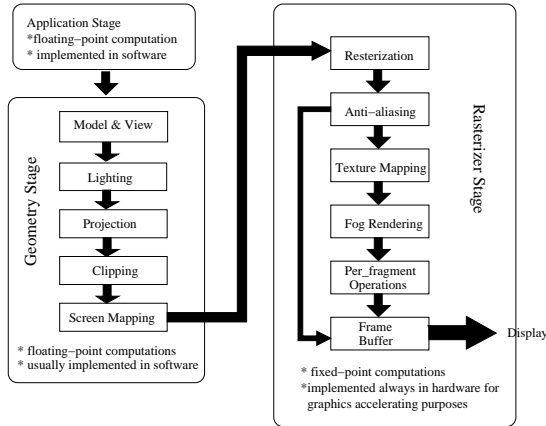 Application Stage
*floating-point computation
* implemented in software
Geometry Stage
Model & View
Lighting
Projection
Clipping
Screen Mapping
* floating-point computations
* usually implemented in software
Rasterizer Stage
Resterization
Anti-aliasing
Texture Mapping
Fog Rendering
Per_fragment
Operations
Frame
Buffer
Display
* fixed-point computations
*implemented always in hardware for
graphics accelerating purposes